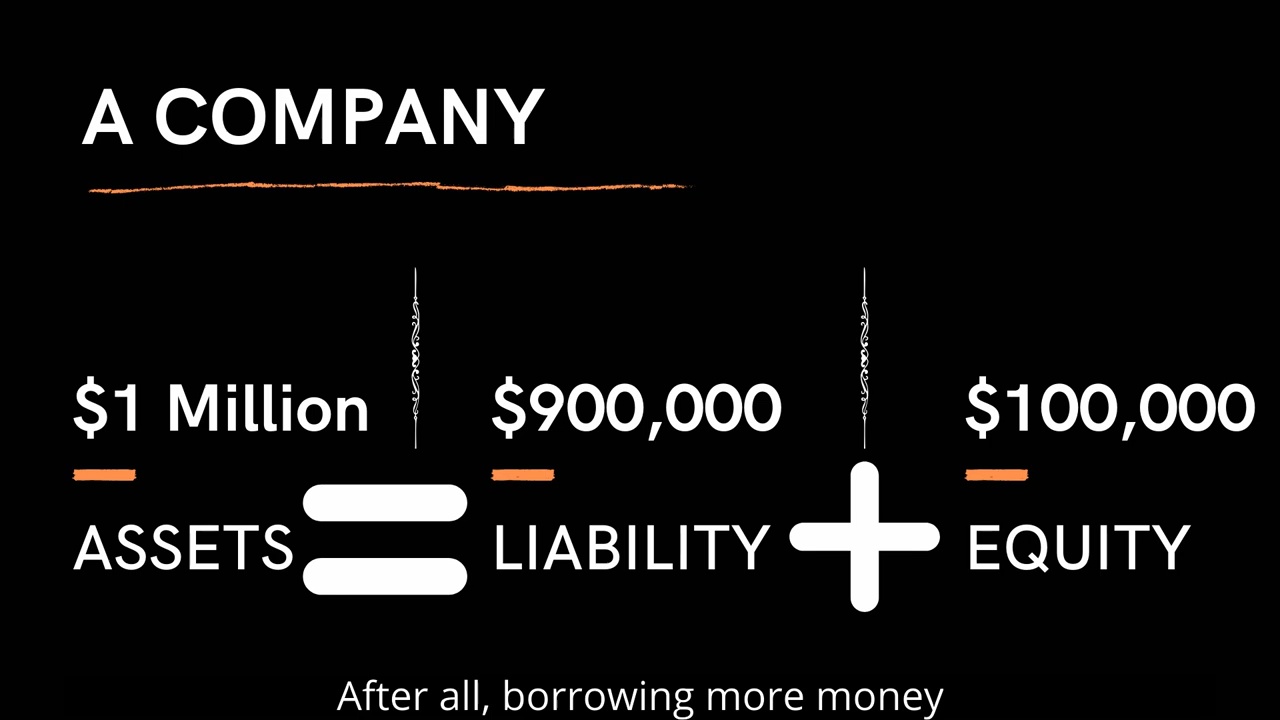 A COMPANY
$1 Million
$900,000
$100,000
ASSETS = LIABILITY + EQUITY
After all, borrowing more money